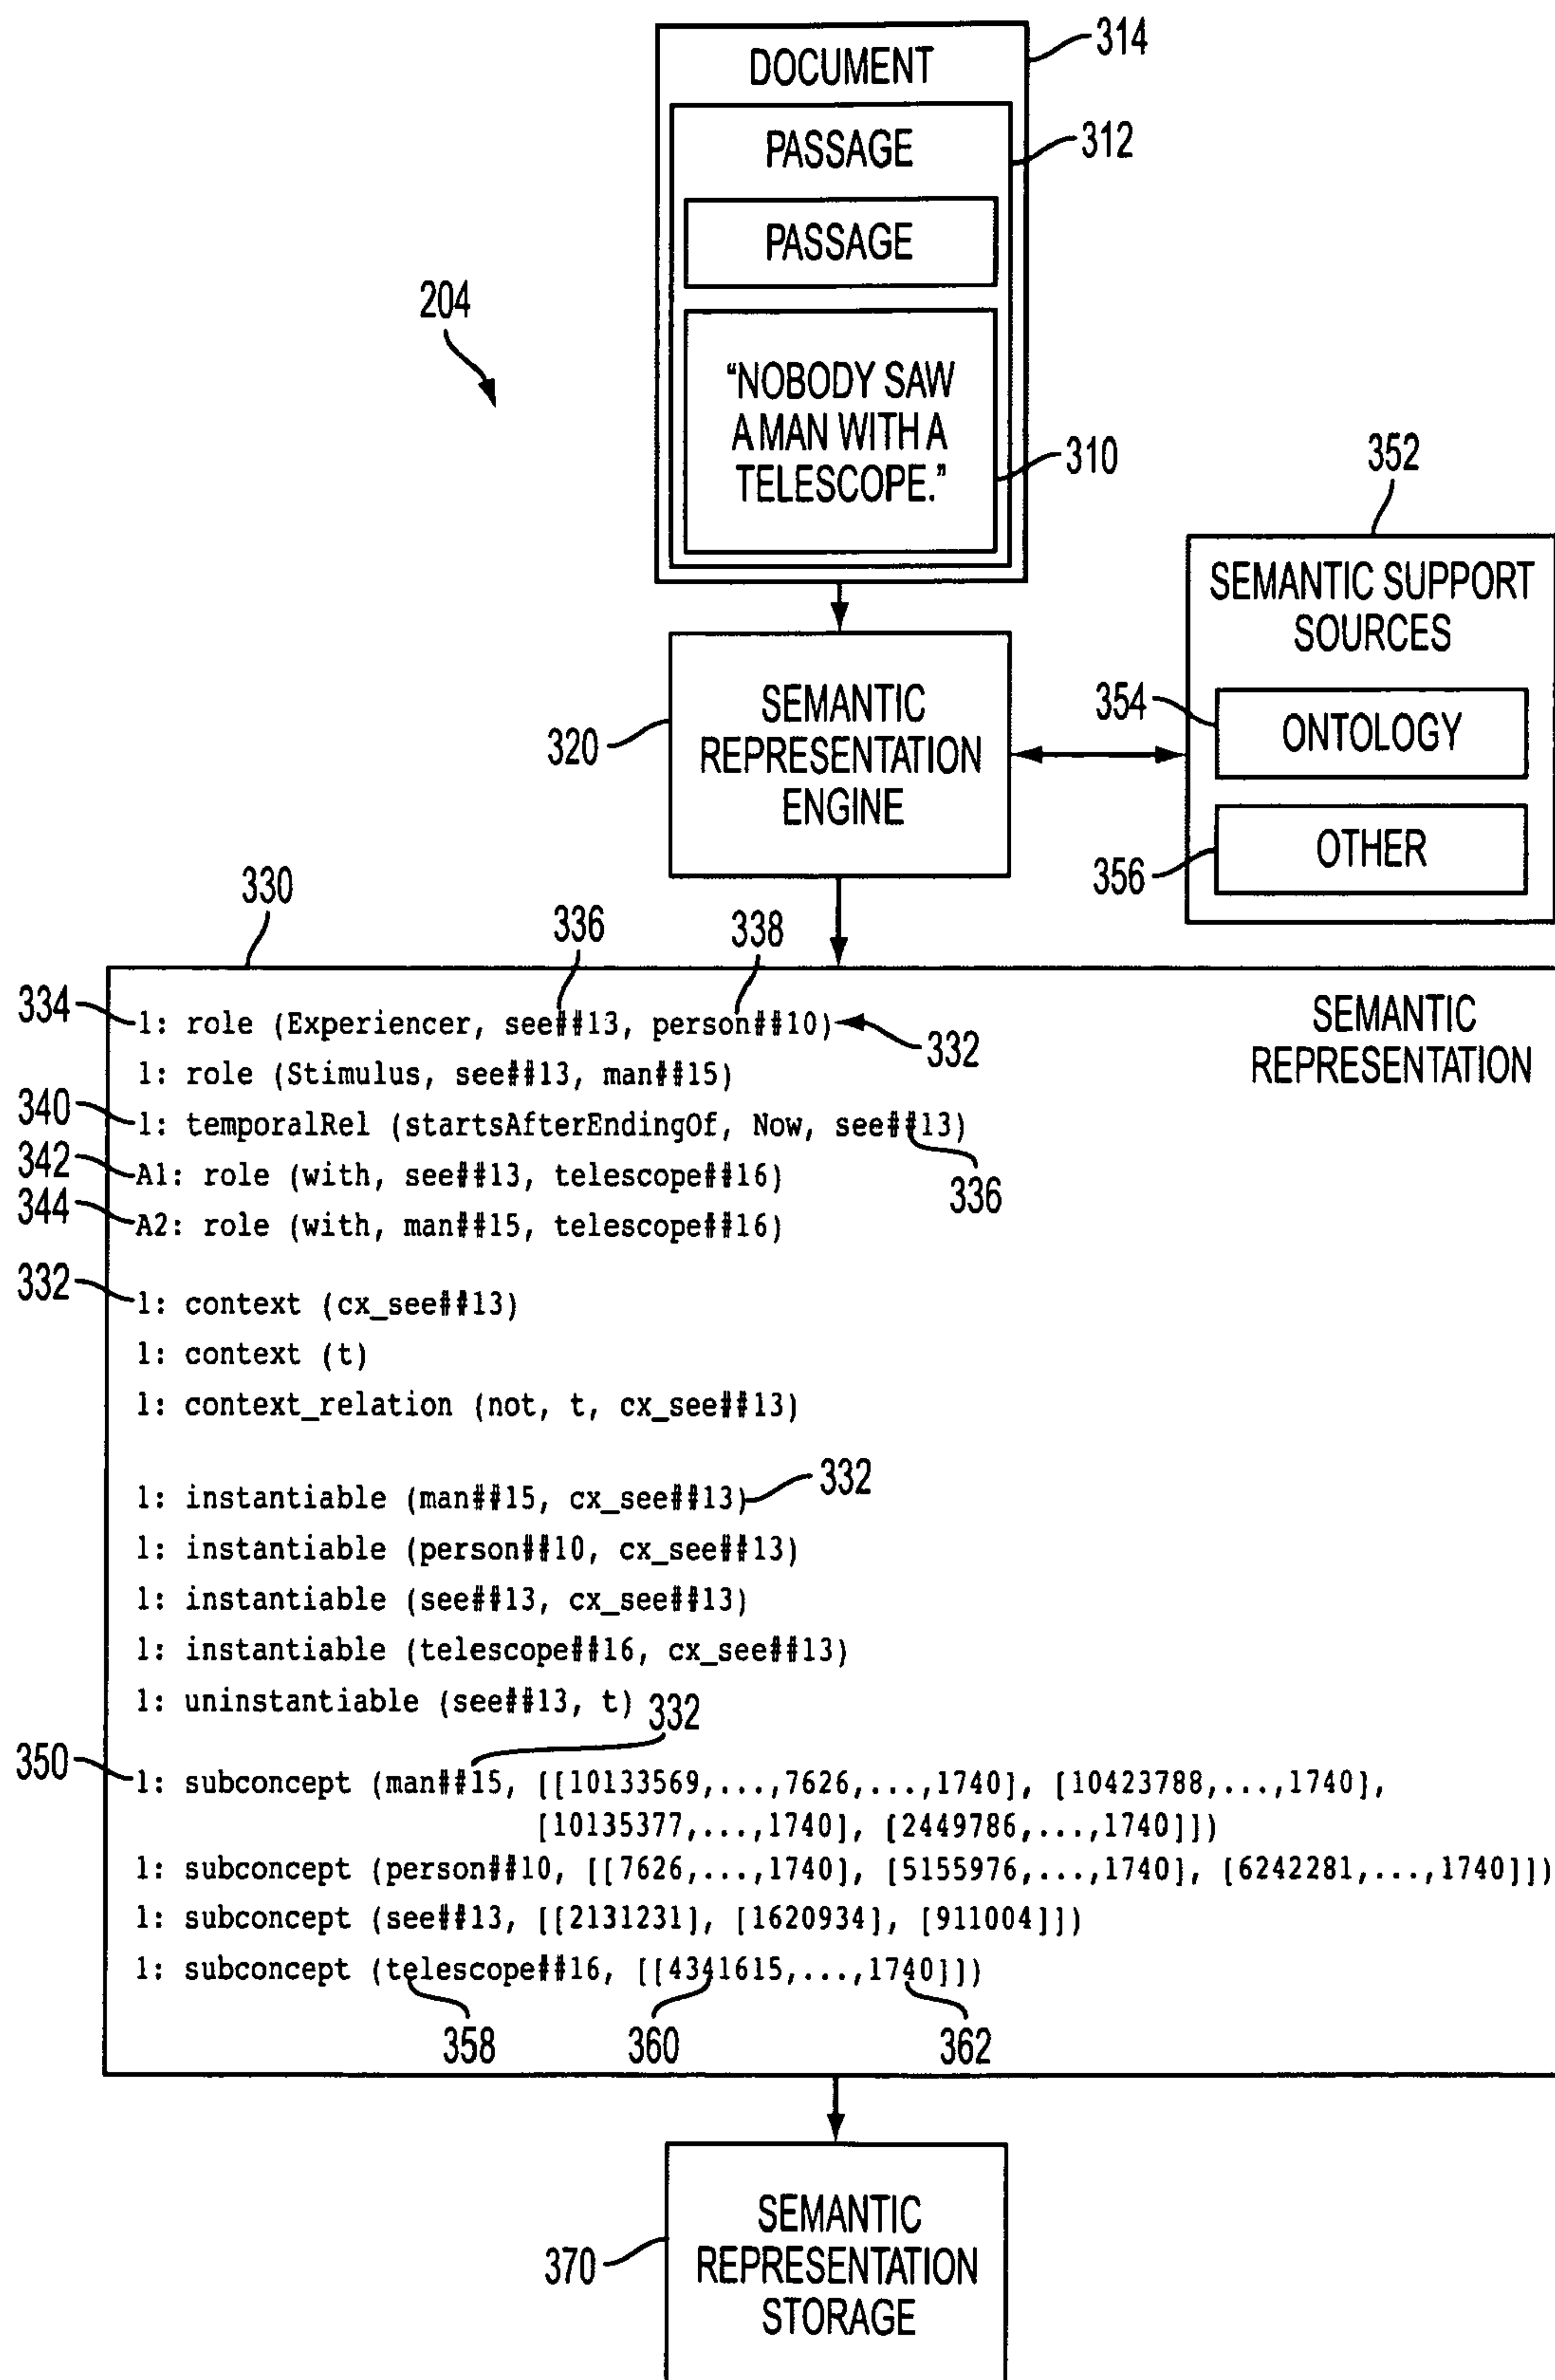 DOCUMENT
314
PASSAGE
312
PASSAGE
204
“NOBODY SAW
A MAN WITH A
TELESCOPE.”
310
352
SEMANTIC SUPPORT
SOURCES
354
ONTOLOGY
356
OTHER
320
SEMANTIC
REPRESENTATION
ENGINE
330
336
338
SEMANTIC
REPRESENTATION
334
1: role (Experiencer, see##13, person##10)
332
1: role (Stimulus, see##13, man##15)
340
1: temporalRel (startsAfterEndingOf, Now, see##13)
336
342
A1: role (with, see##13, telescope##16)
344
A2: role (with, man##15, telescope##16)
332
1: context (cx_see##13)
1: context (t)
1: context_relation (not, t, cx_see##13)
1: instantiable (man##15, cx_see##13)
332
1: instantiable (person##10, cx_see##13)
1: instantiable (see##13, cx_see##13)
1: instantiable (telescope##16, cx_see##13)
1: uninstantiable (see##13, t)
332
350
1: subconcept (man##15, [[10133569,...,7626,...,1740], [10423788,...,1740],
[10135377,...,1740], [2449786,...,1740]])
1: subconcept (person##10, [[7626,...,1740], [5155976,...,1740], [6242281,...,1740]])
1: subconcept (see##13, [[2131231], [1620934], [911004]])
1: subconcept (telescope##16, [[4341615,...,1740]])
358
360
362
370
SEMANTIC
REPRESENTATION
STORAGE